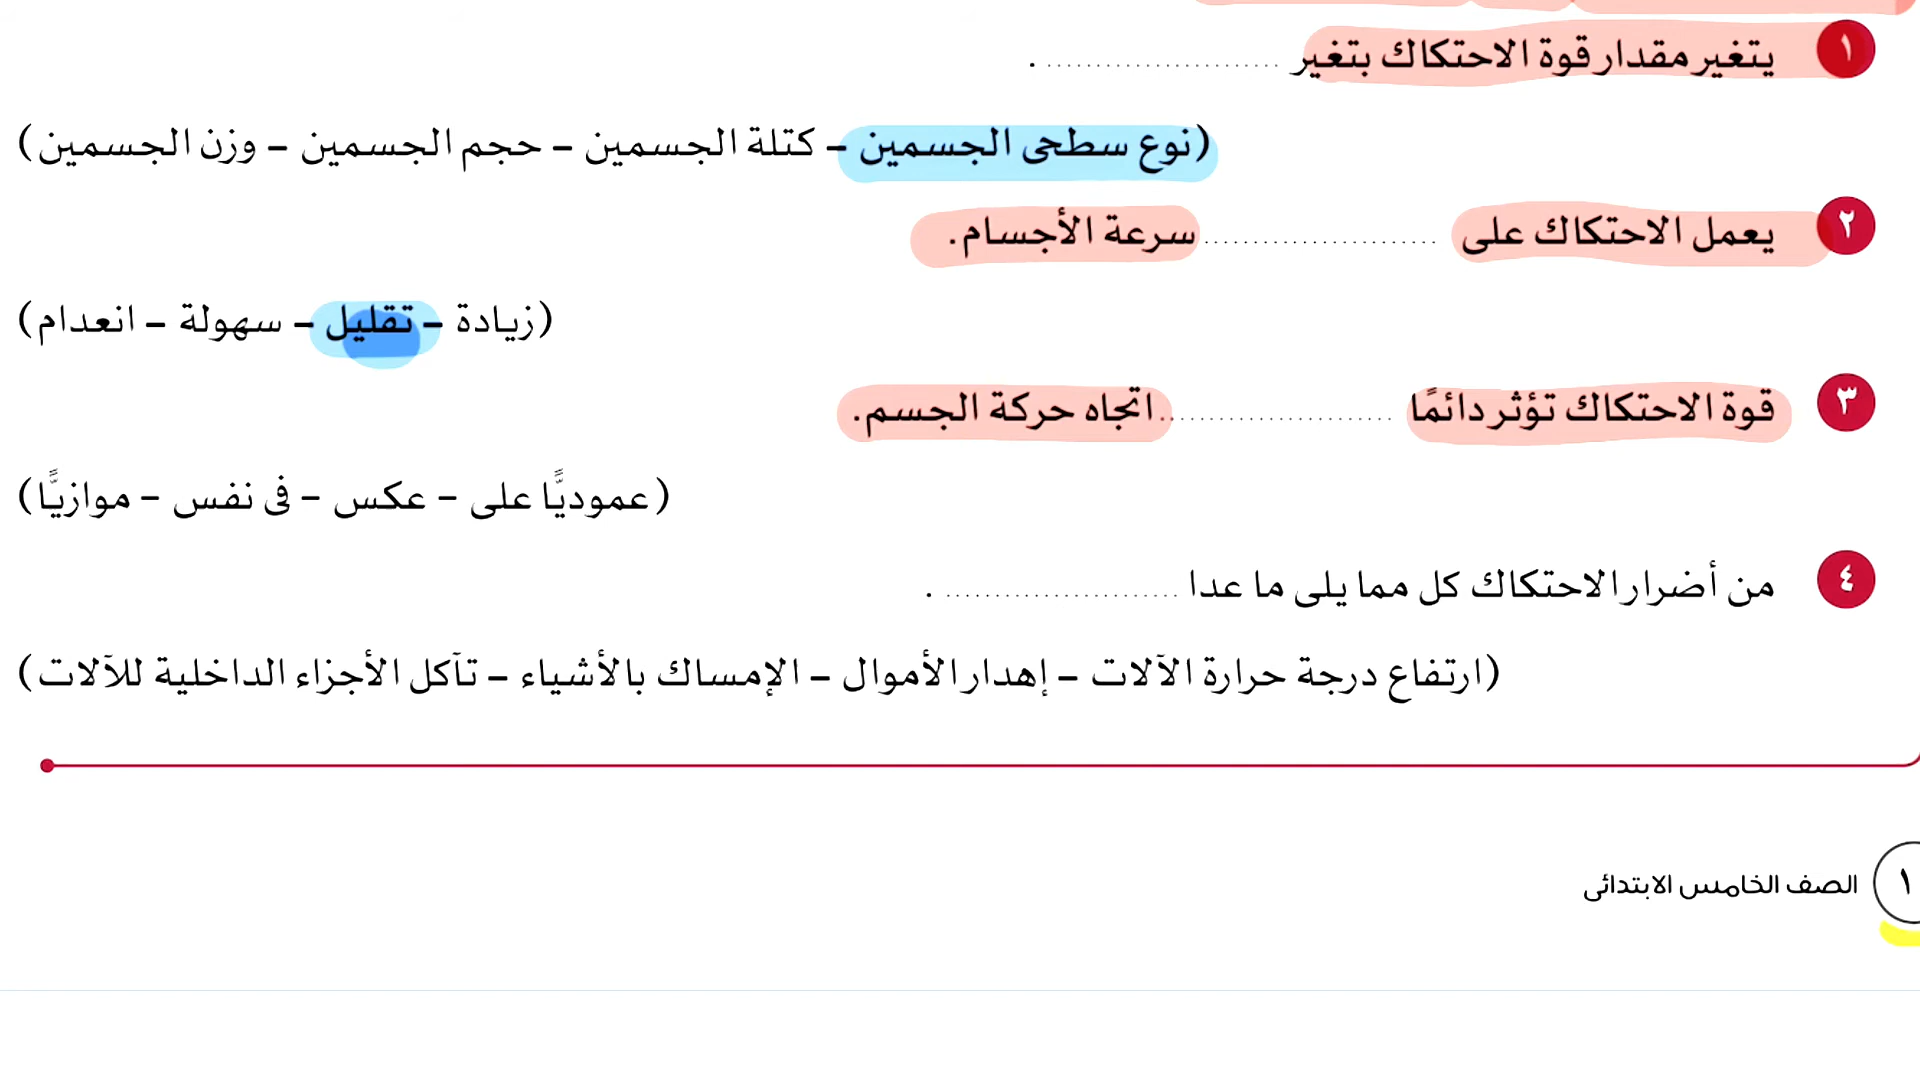 ١ يتغير مقدار قوة الاحتكاك بتغير ........................ .
(نوع سطحى الجسمين – كتلة الجسمين – حجم الجسمين – وزن الجسمين)
٢ يعمل الاحتكاك على ........................ سرعة الأجسام.
(زيادة – تقليل – سهولة – انعدام)
٣ قوة الاحتكاك تؤثر دائمًا ........................ اتجاه حركة الجسم.
(عموديًّا على – عكس – فى نفس – موازيًّا)
٤ من أضرار الاحتكاك كل مما يلى ما عدا ........................ .
(ارتفاع درجة حرارة الآلات – إهدار الأموال – الإمساك بالأشياء – تآكل الأجزاء الداخلية للآلات)
١ الصف الخامس الابتدائى